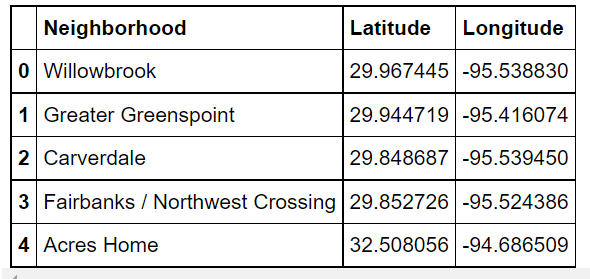 Neighborhood Latitude Longitude
0 Willowbrook 29.967445 -95.538830
1 Greater Greenspoint 29.944719 -95.416074
2 Carverdale 29.848687 -95.539450
3 Fairbanks / Northwest Crossing 29.852726 -95.524386
4 Acres Home 32.508056 -94.686509